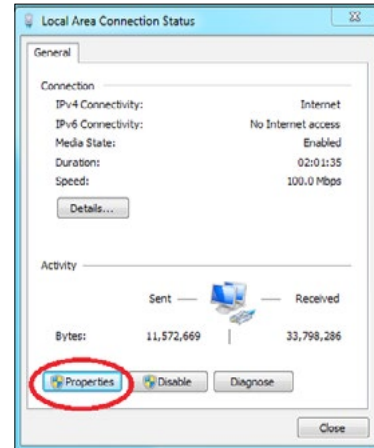 Local Area Connection Status
General
Connection
IPv4 Connectivity: Internet
IPv6 Connectivity: No Internet access
Media State: Enabled
Duration: 02:01:35
Speed: 100.0 Mbps
Details...
Activity
Sent Received
Bytes: 11,572,669 33,798,286
Properties Disable Diagnose
Close